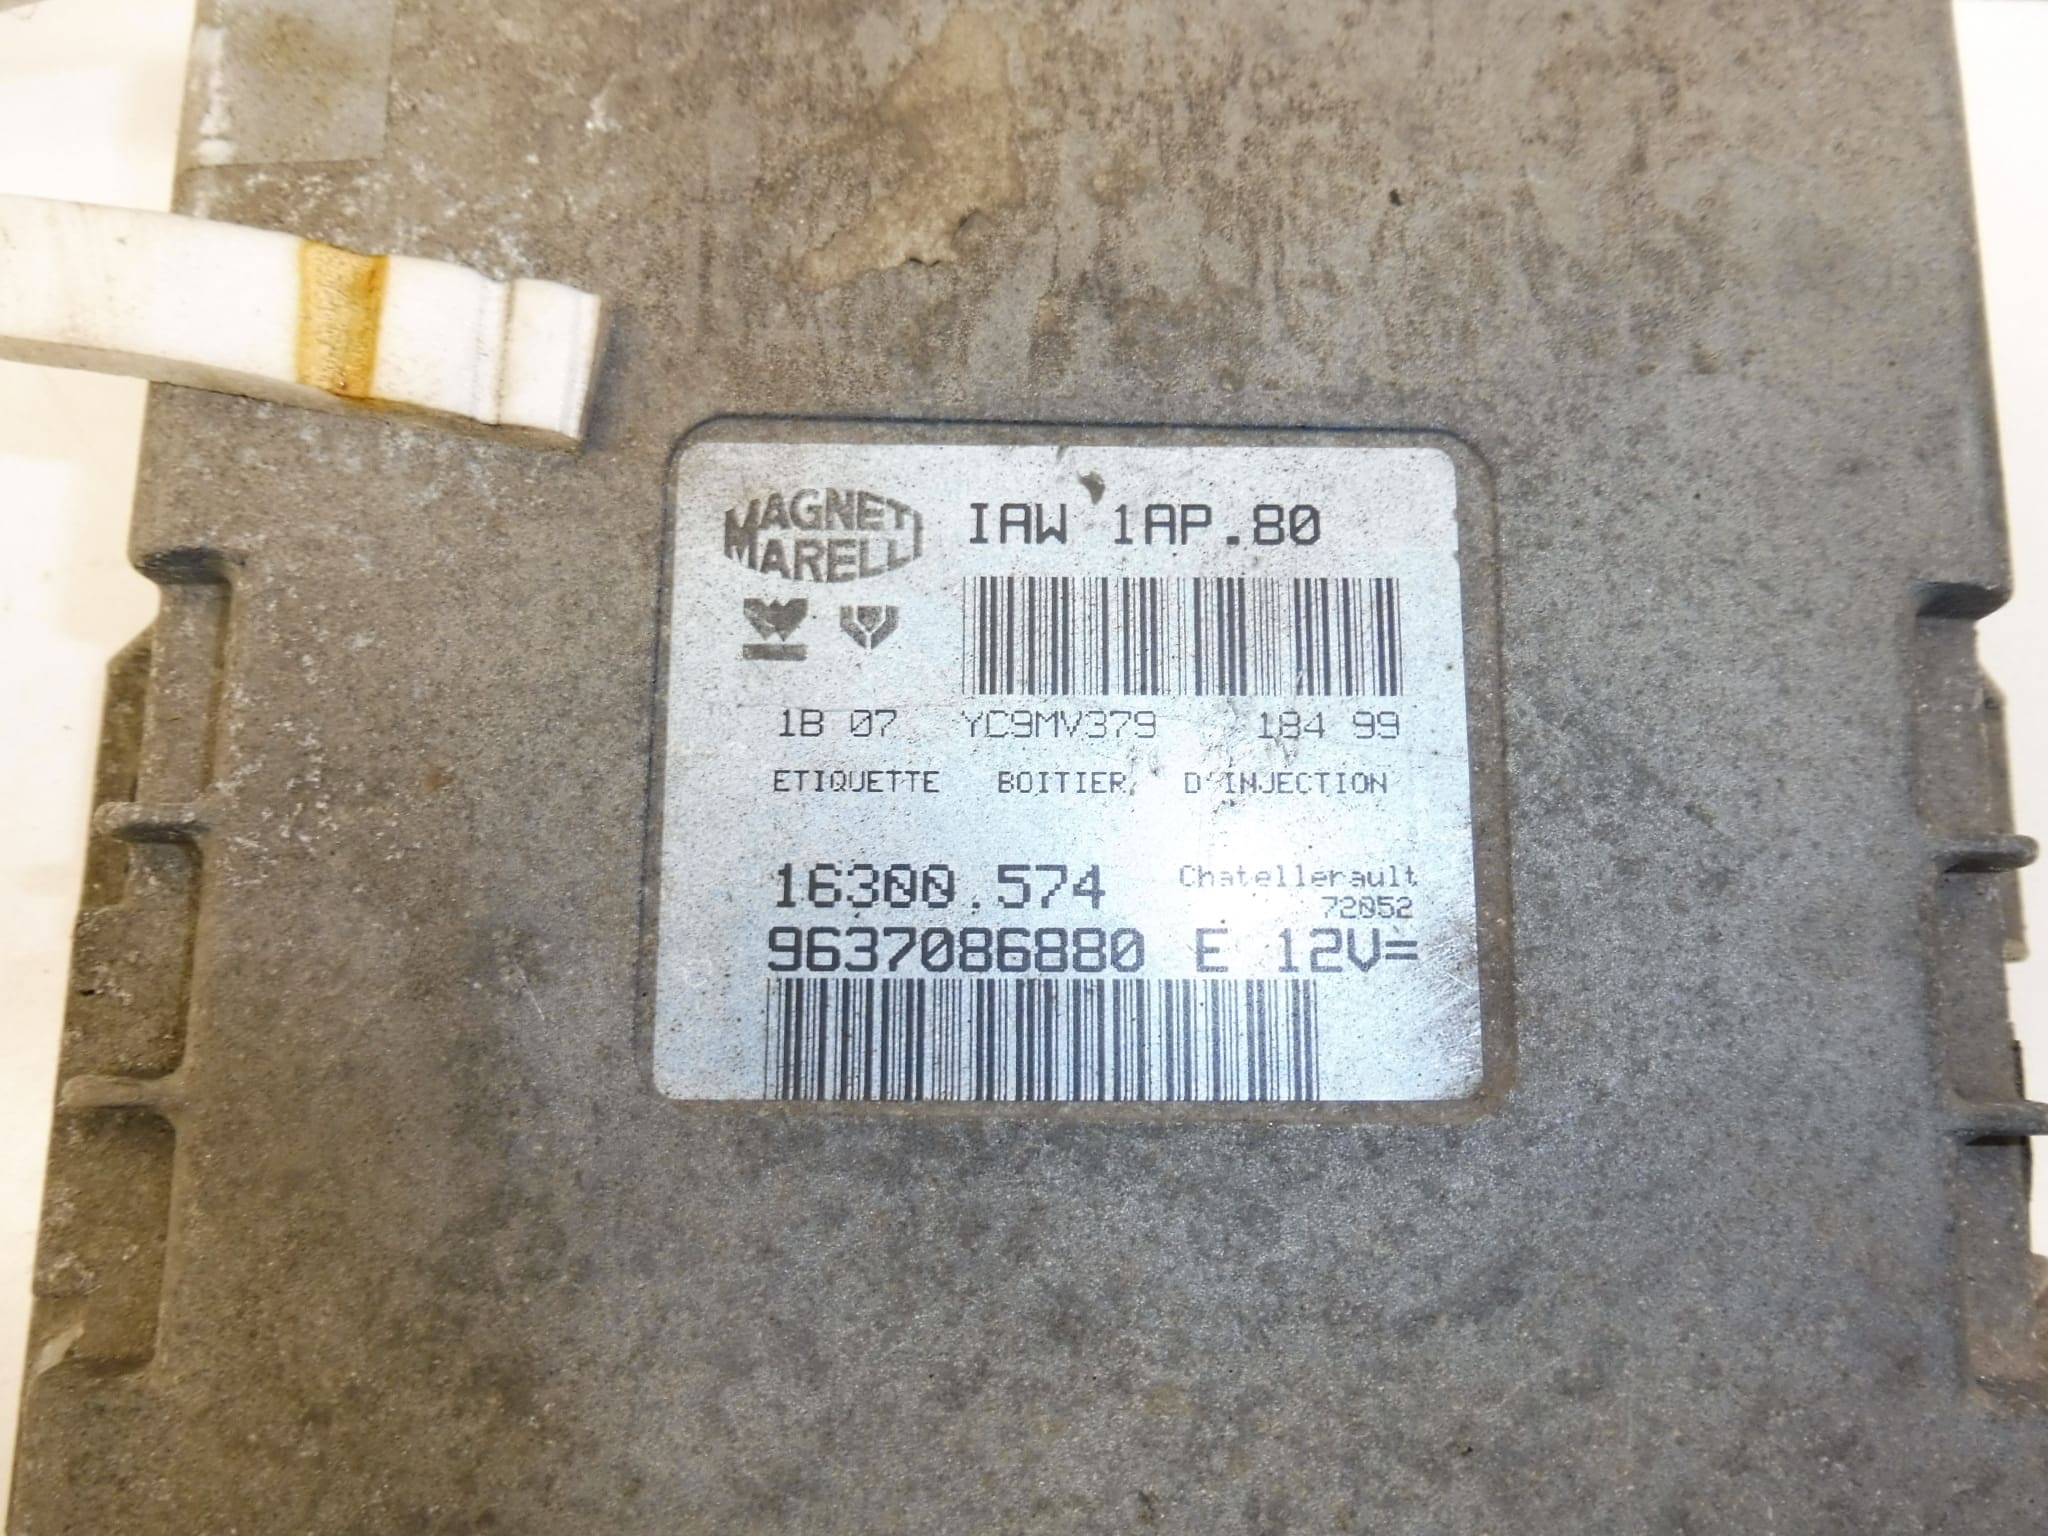 MAGNETI
MARELLI
IAW 1AP.80
1B 07 YC9MV379 184 99
ETIQUETTE BOITIER D'INJECTION
16300.574 Chatellerault
72052
9637086880 E 12V=